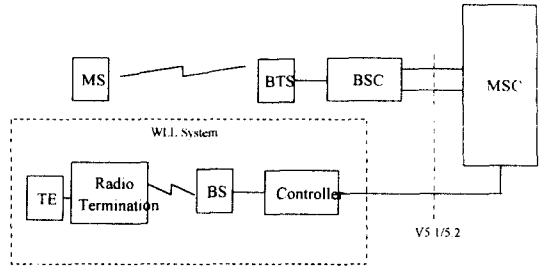 MS
BTS
BSC
MSC
WLL System
TE
Radio
Termination
BS
Controller
V5 1/5.2